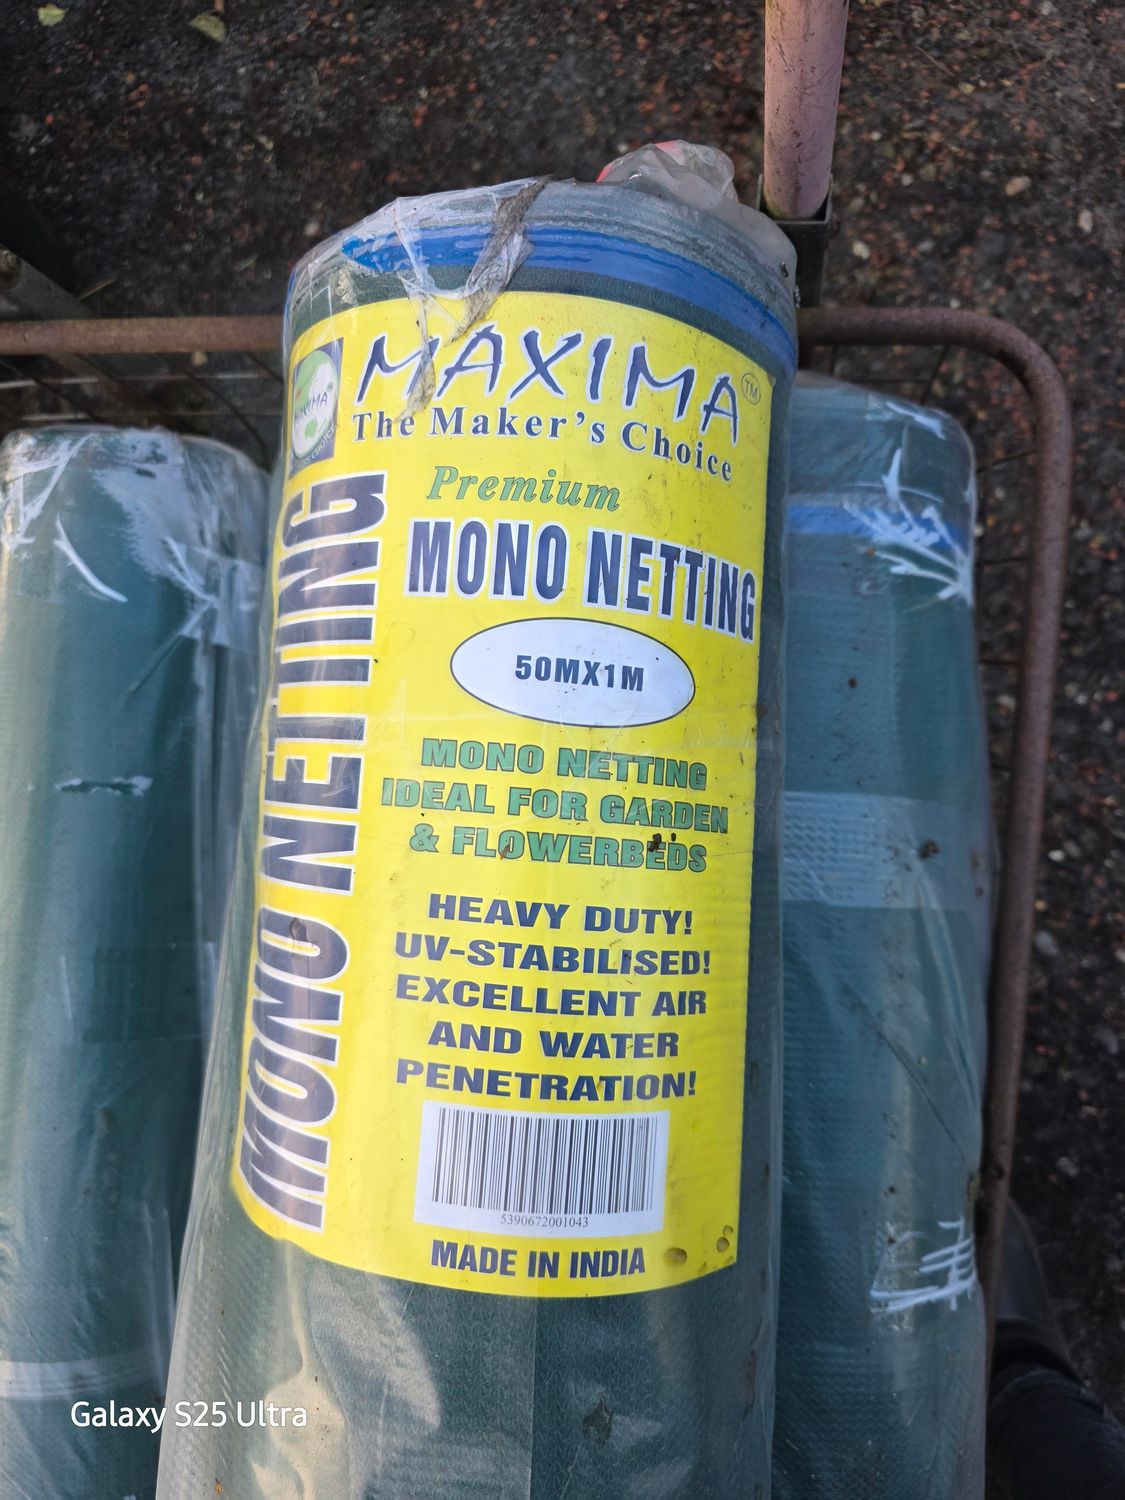 MAXIMA™
The Maker's Choice
Premium
MONO NETTING
50MX1M
MONO NETTING
IDEAL FOR GARDEN
& FLOWERBEDS
HEAVY DUTY!
UV-STABILISED!
EXCELLENT AIR
AND WATER
PENETRATION!
5390672001043
MADE IN INDIA
MONO NETTING
MAXIMA
Galaxy S25 Ultra